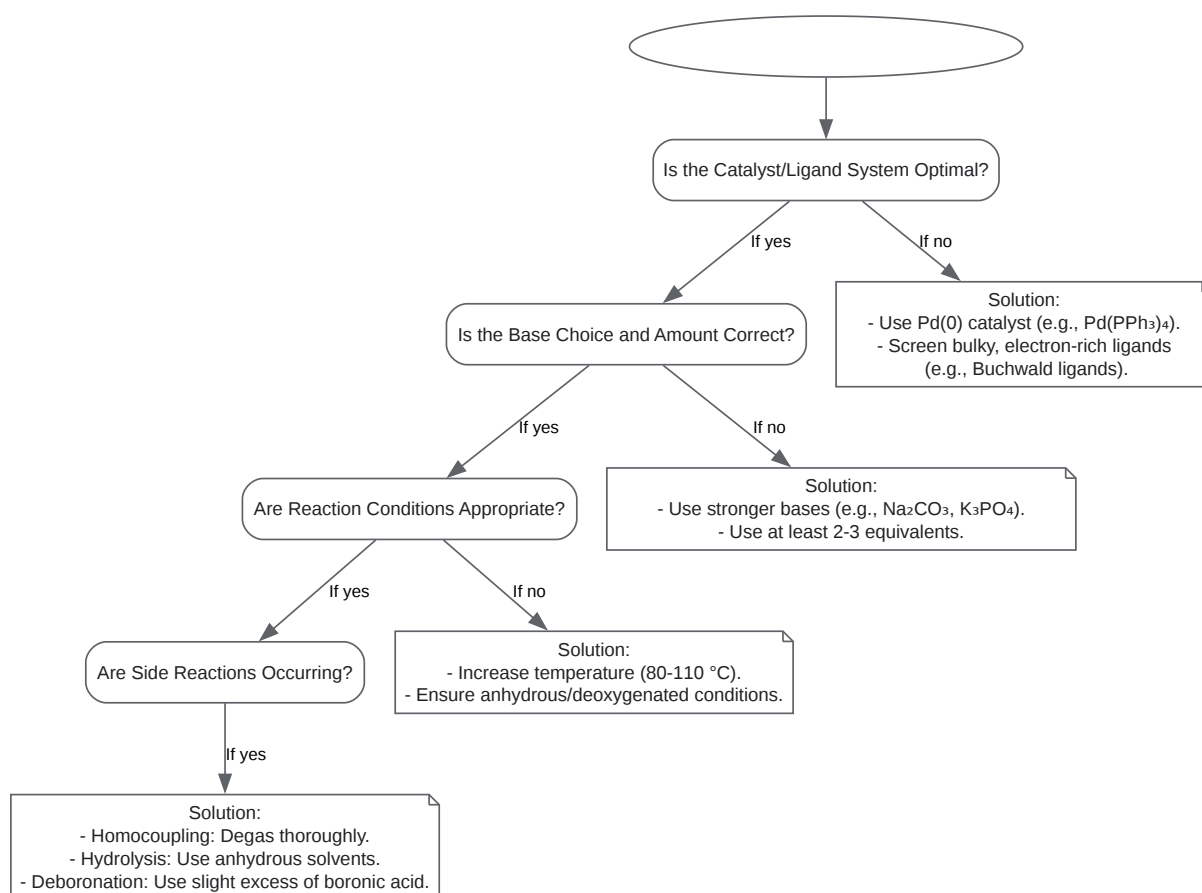 Is the Catalyst/Ligand System Optimal?
If yes
If no
Solution:
- Use Pd(0) catalyst (e.g., Pd(PPh₃)₄).
- Screen bulky, electron-rich ligands
(e.g., Buchwald ligands).
Is the Base Choice and Amount Correct?
If yes
If no
Solution:
- Use stronger bases (e.g., Na₂CO₃, K₃PO₄).
- Use at least 2-3 equivalents.
Are Reaction Conditions Appropriate?
If yes
If no
Solution:
- Increase temperature (80-110 °C).
- Ensure anhydrous/deoxygenated conditions.
Are Side Reactions Occurring?
If yes
Solution:
- Homocoupling: Degas thoroughly.
- Hydrolysis: Use anhydrous solvents.
- Deboronation: Use slight excess of boronic acid.